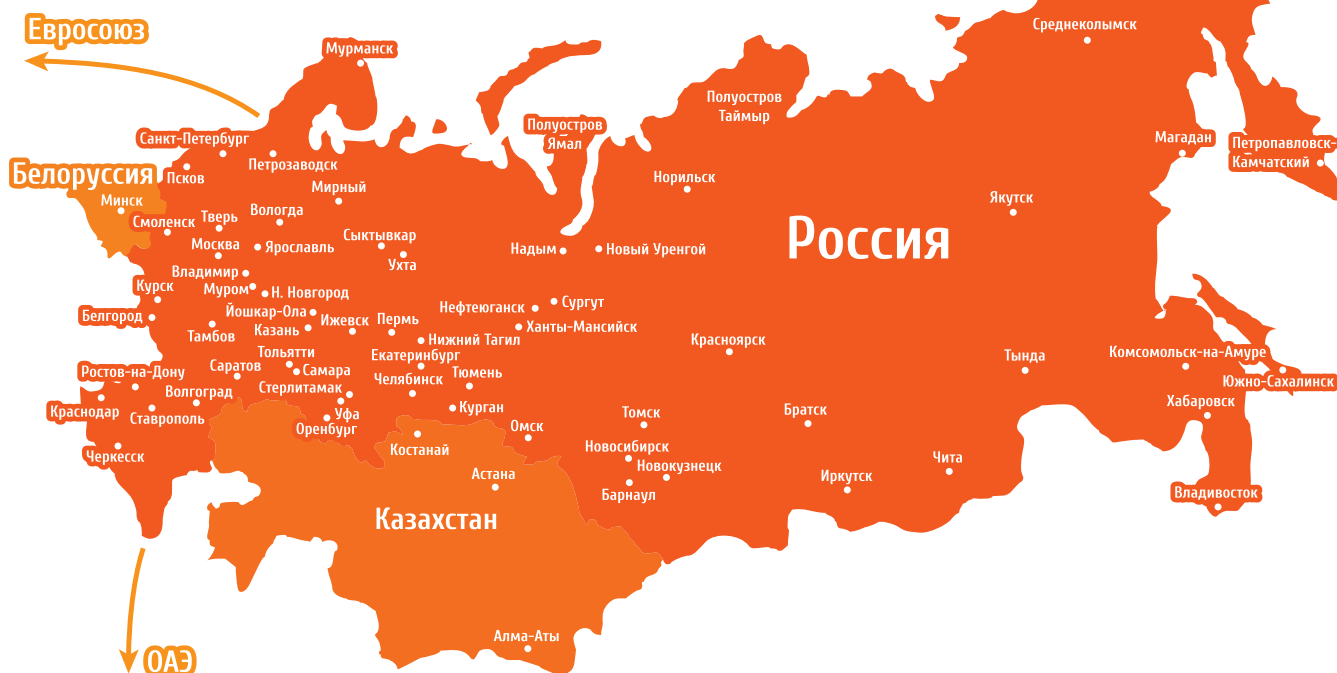 Евросоюз
Среднеколымск
Мурманск
Полуостров
Таймыр
Полуостров
Ямал
Санкт-Петербург
Магадан
Петропавловск-
Камчатский
Петрозаводск
Белоруссия
Псков
Мирный
Норильск
Минск
Якутск
Смоленск
Тверь
Вологда
Россия
Москва
Ярославль
Сыктывкар
Ухта
Надым
Новый Уренгой
Владимир
Курск
Муром
Н. Новгород
Нефтеюганск
Сургут
Белгород
Йошкар-Ола
Казань
Ижевск
Пермь
Ханты-Мансийск
Тамбов
Нижний Тагил
Красноярск
Тольятти
Екатеринбург
Тында
Комсомольск-на-Амуре
Ростов-на-Дону
Саратов
Самара
Челябинск
Тюмень
Южно-Сахалинск
Волгоград
Стерлитамак
Краснодар
Ставрополь
Уфа
Курган
Томск
Братск
Хабаровск
Оренбург
Омск
Черкесск
Костанай
Новосибирск
Новокузнецк
Чита
Астана
Барнаул
Иркутск
Владивосток
Казахстан
Алма-Аты
ОАЭ